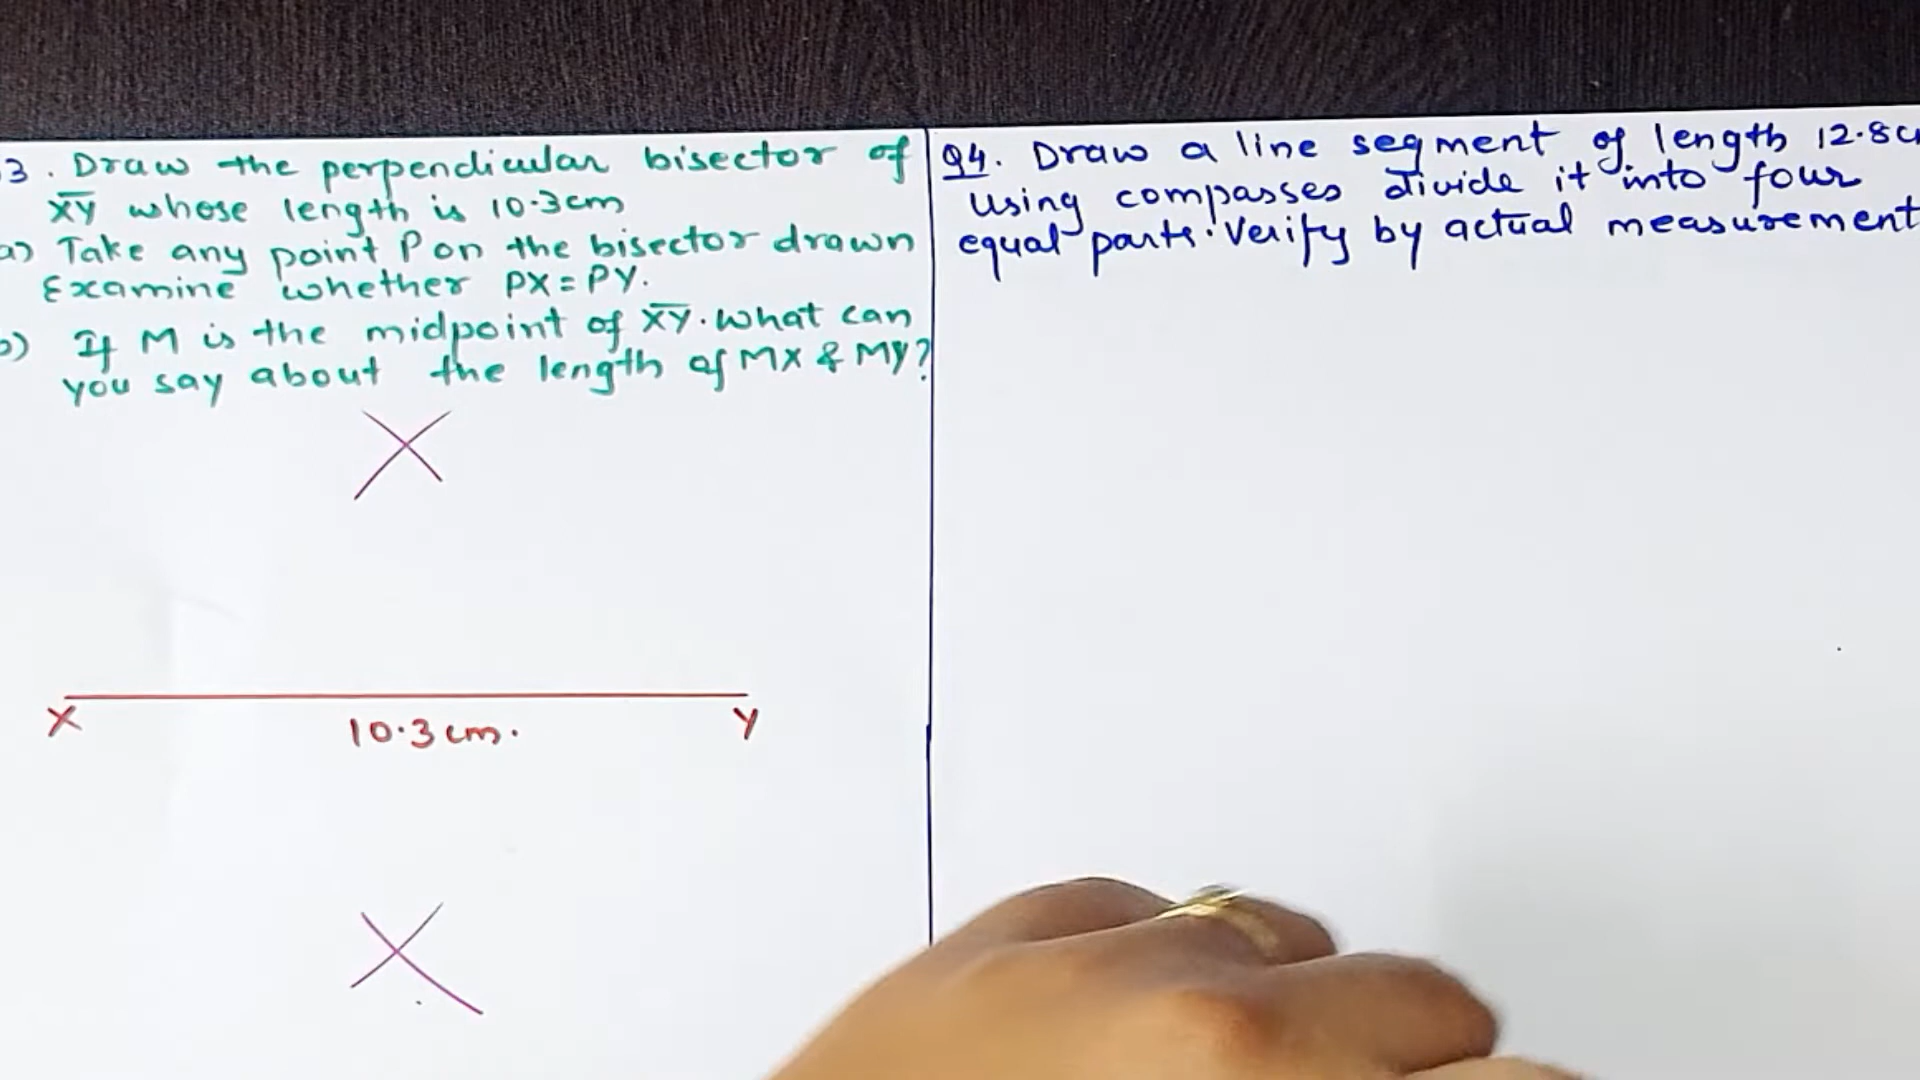 3. Draw the perpendicular bisector of
XY whose length is 10.3cm
a) Take any point P on the bisector drawn
Examine whether PX = PY.
b) If M is the midpoint of XY. What can
you say about the length of MX & MY?
X
10.3 cm.
Y
Q4. Draw a line segment of length 12.8c
Using compasses divide it into four
equal parts. Verify by actual measurement